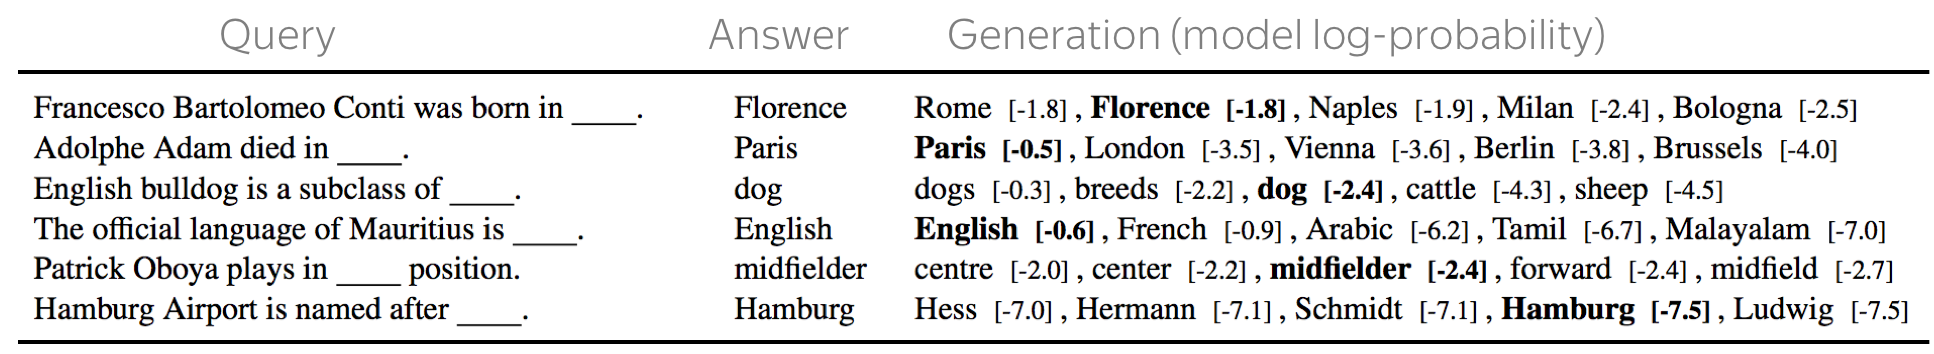 Query Answer Generation (model log-probability)
Francesco Bartolomeo Conti was born in ____. Florence Rome [-1.8] , Florence [-1.8] , Naples [-1.9] , Milan [-2.4] , Bologna [-2.5]
Adolphe Adam died in ____. Paris Paris [-0.5] , London [-3.5] , Vienna [-3.6] , Berlin [-3.8] , Brussels [-4.0]
English bulldog is a subclass of ____. dog dogs [-0.3] , breeds [-2.2] , dog [-2.4] , cattle [-4.3] , sheep [-4.5]
The official language of Mauritius is ____. English English [-0.6] , French [-0.9] , Arabic [-6.2] , Tamil [-6.7] , Malayalam [-7.0]
Patrick Oboya plays in ____ position. midfielder centre [-2.0] , center [-2.2] , midfielder [-2.4] , forward [-2.4] , midfield [-2.7]
Hamburg Airport is named after ____. Hamburg Hess [-7.0] , Hermann [-7.1] , Schmidt [-7.1] , Hamburg [-7.5] , Ludwig [-7.5]